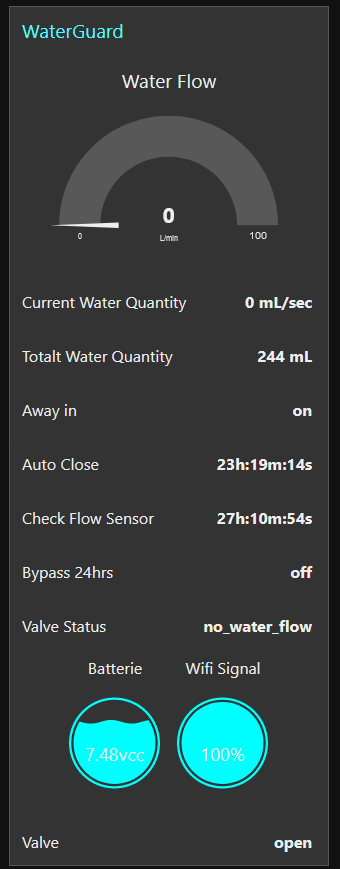 WaterGuard
Water Flow
0
L/min
0 100
Current Water Quantity 0 mL/sec
Totalt Water Quantity 244 mL
Away in on
Auto Close 23h:19m:14s
Check Flow Sensor 27h:10m:54s
Bypass 24hrs off
Valve Status no_water_flow
Batterie Wifi Signal
7.48vcc 100%
Valve open